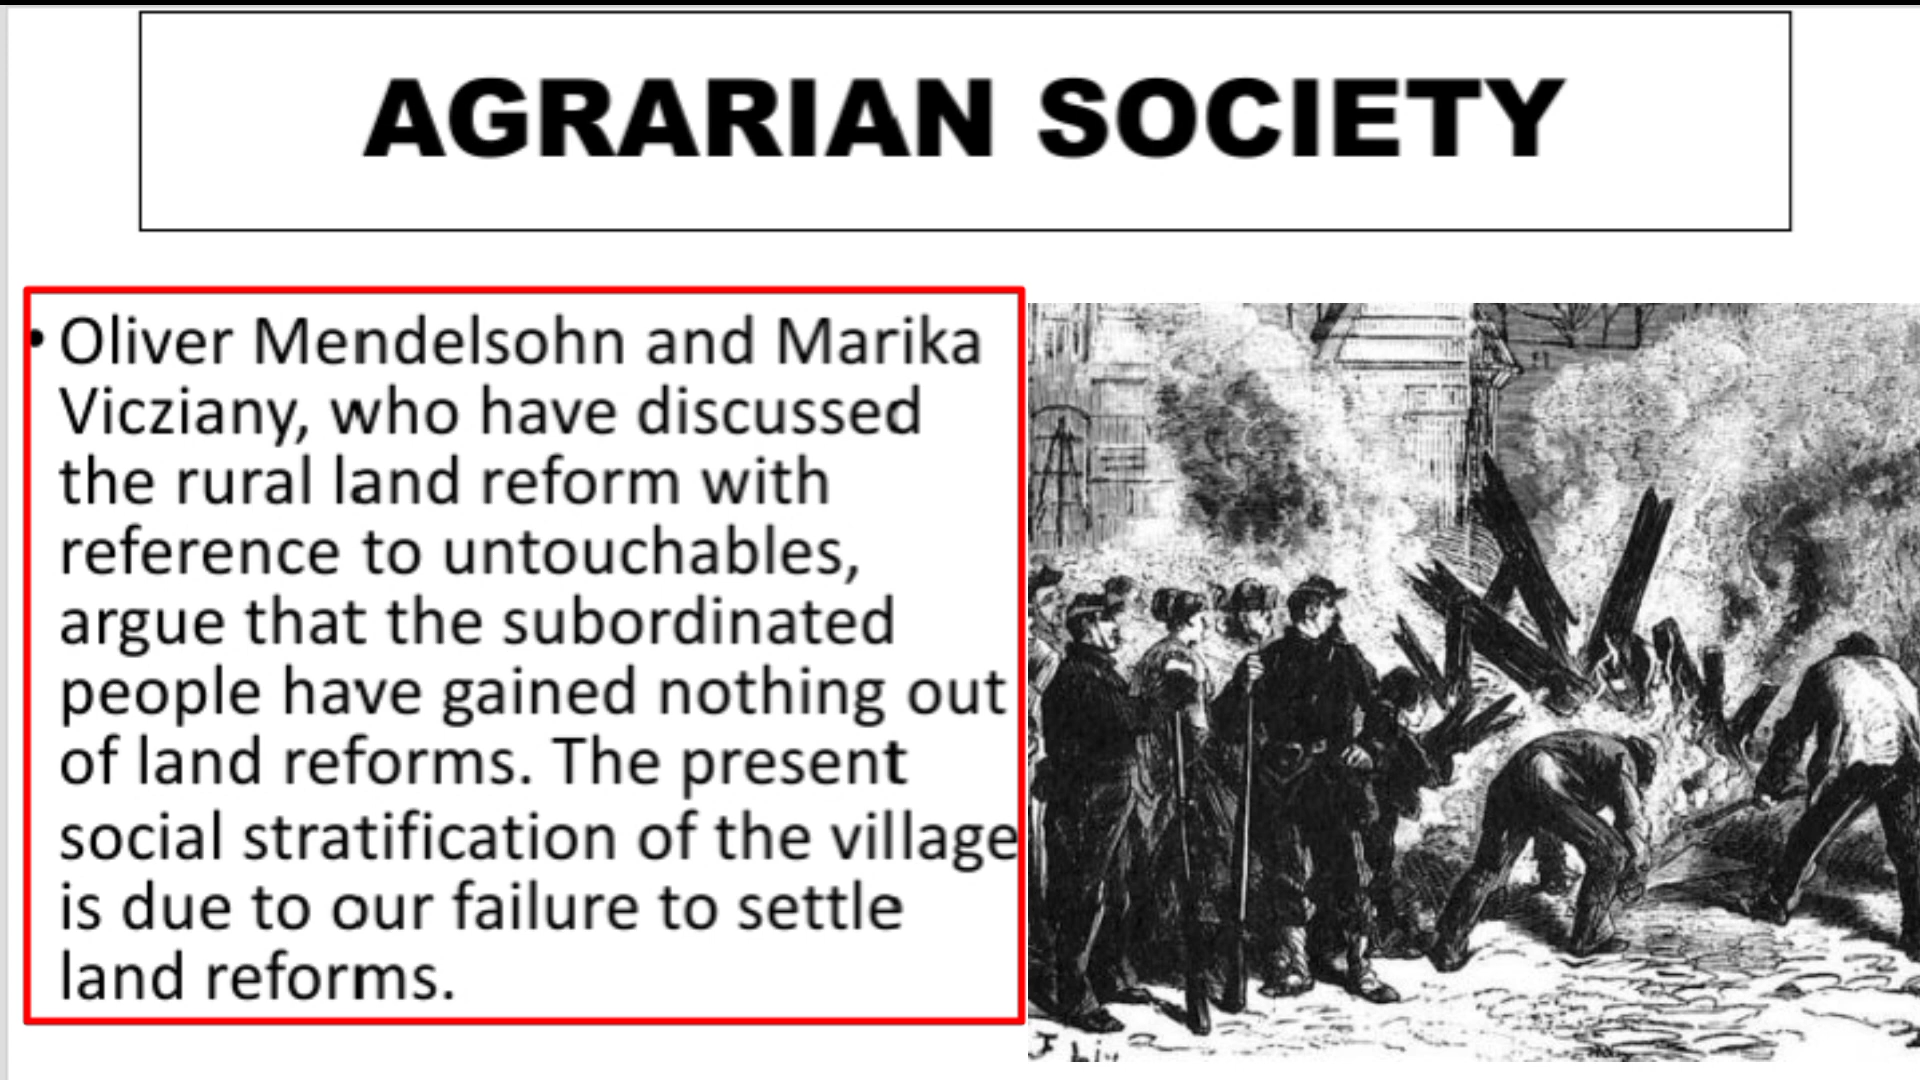 AGRARIAN SOCIETY
• Oliver Mendelsohn and Marika
Vicziany, who have discussed
the rural land reform with
reference to untouchables,
argue that the subordinated
people have gained nothing out
of land reforms. The present
social stratification of the village
is due to our failure to settle
land reforms.